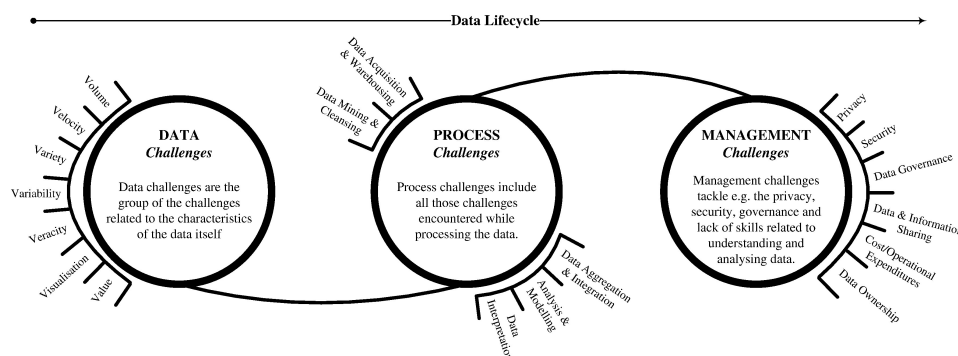 Data Lifecycle
Volume
Velocity
Variety
Variability
Veracity
Visualisation
Value
DATA
Challenges
Data challenges are the
group of the challenges
related to the characteristics
of the data itself
Data Acquisition
& Warehousing
Data Mining &
Cleansing
PROCESS
Challenges
Process challenges include
all those challenges
encountered while
processing the data.
Data Aggregation
& Integration
Analysis &
Modelling
Data
Interpretation
MANAGEMENT
Challenges
Management challenges
tackle e.g. the privacy,
security, governance and
lack of skills related to
understanding and
analysing data.
Privacy
Security
Data Governance
Data & Information
Sharing
Cost/Operational
Expenditures
Data Ownership